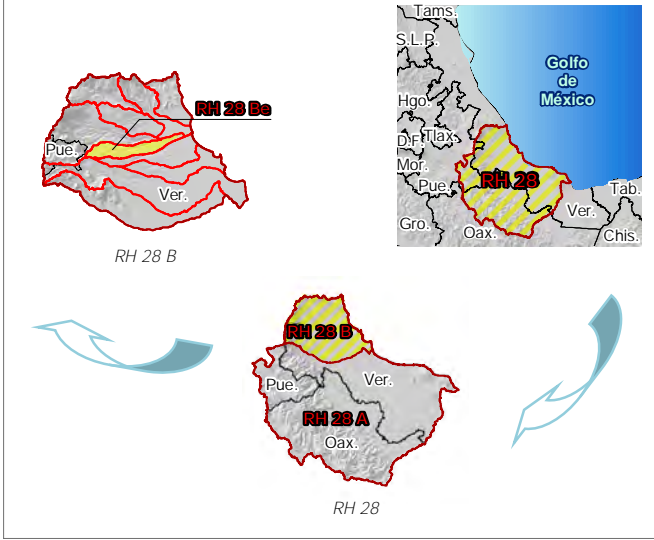 RH 28 Be
Pue.
Ver.
RH 28 B
Tams.
S.L.P.
Golfo
de
México
Hgo.
D.F.
Tlax.
Mor.
Pue.
RH 28
Tab.
Ver.
Gro.
Oax.
Chis.
RH 28 B
Pue.
Ver.
RH 28 A
Oax.
RH 28